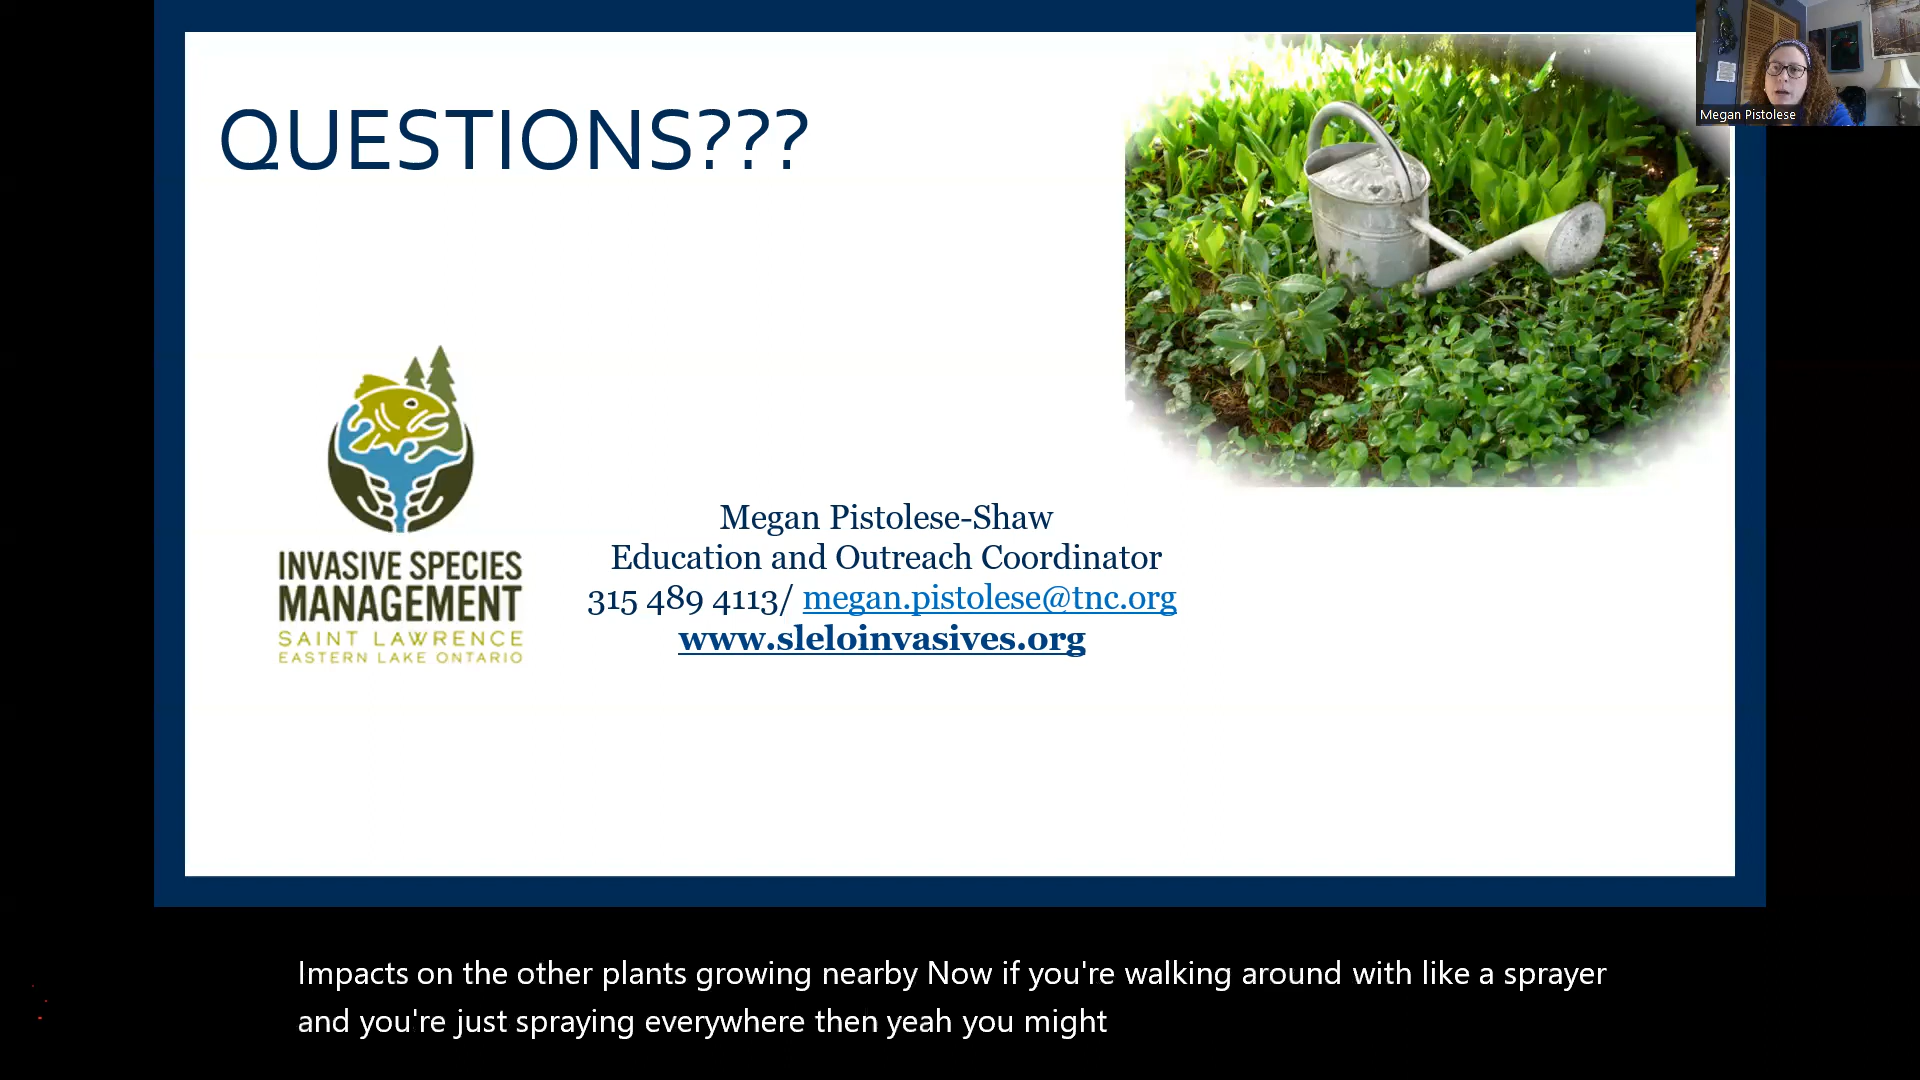 Megan Pistolese
QUESTIONS???
INVASIVE SPECIES
MANAGEMENT
SAINT LAWRENCE
EASTERN LAKE ONTARIO
Megan Pistolese-Shaw
Education and Outreach Coordinator
315 489 4113/ megan.pistolese@tnc.org
www.sleloinvasives.org
Impacts on the other plants growing nearby Now if you're walking around with like a sprayer
and you're just spraying everywhere then yeah you might